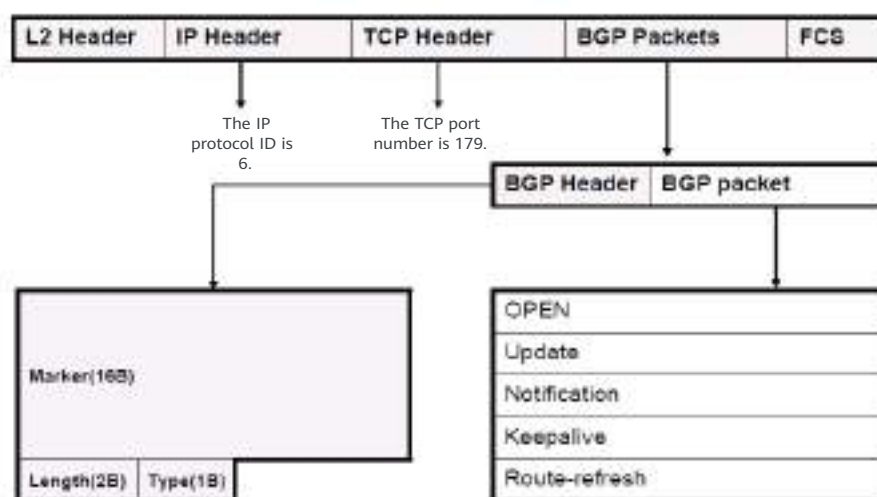 L2 Header IP Header TCP Header BGP Packets FCS
The IP
protocol ID is
6.
The TCP port
number is 179.
BGP Header BGP packet
Marker(16B)
Length(2B) Type(1B)
OPEN
Update
Notification
Keepalive
Route-refresh